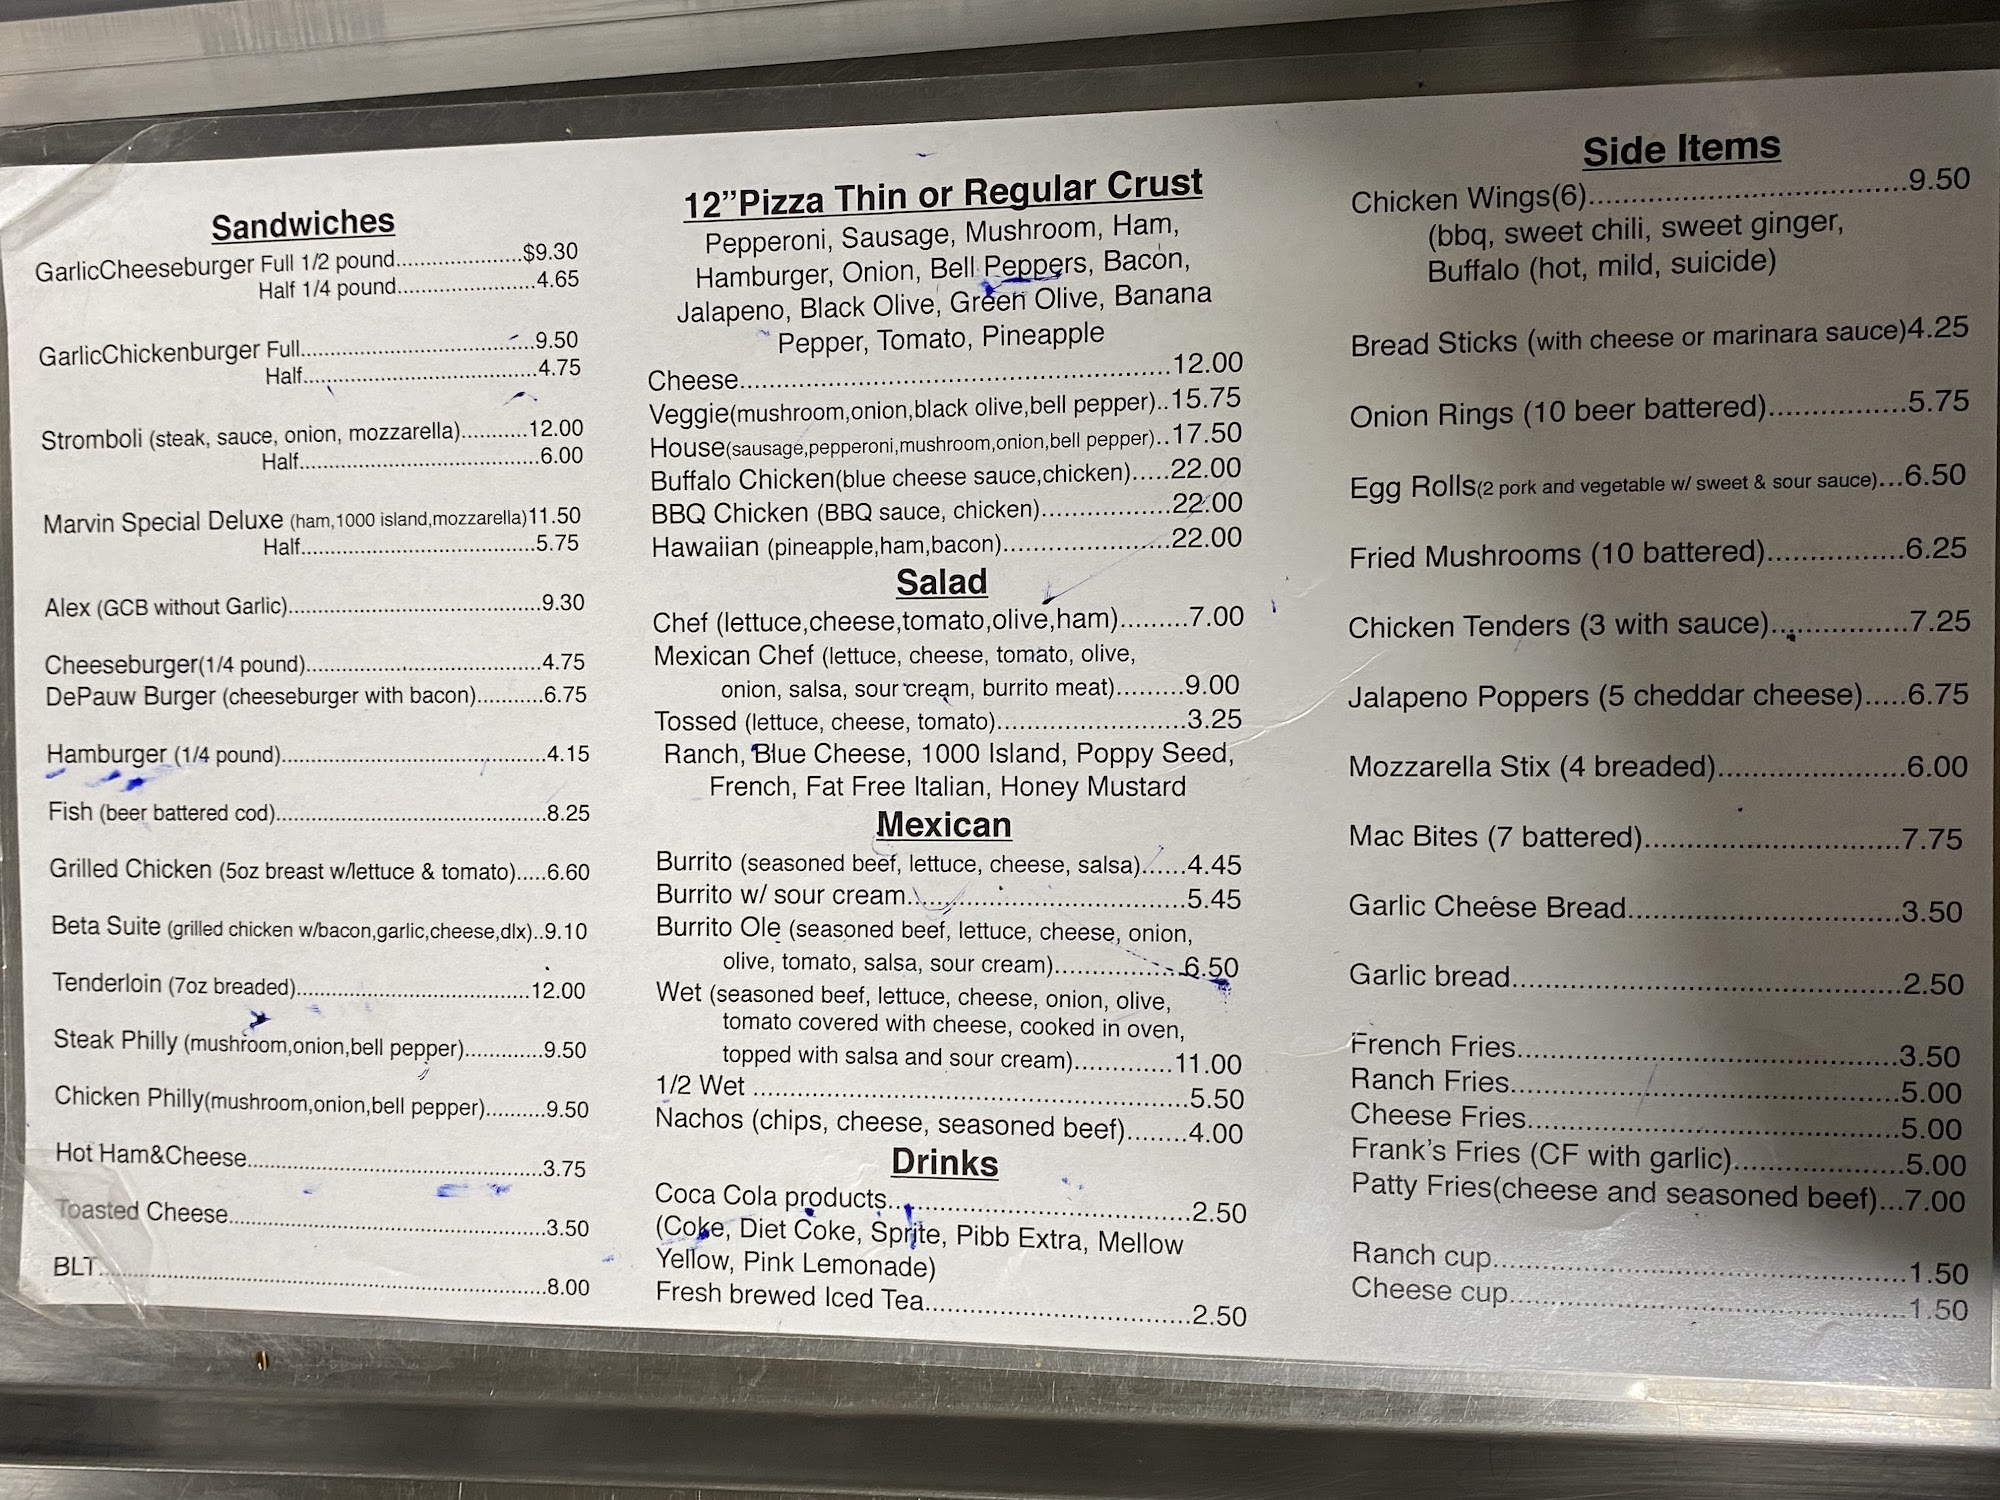 Sandwiches
GarlicCheeseburger Full 1/2 pound.....................$9.30
Half 1/4 pound.......................4.65
GarlicChickenburger Full.......................................9.50
Half.......................................4.75
Stromboli (steak, sauce, onion, mozzarella)...........12.00
Half........................................6.00
Marvin Special Deluxe (ham,1000 island,mozzarella)11.50
Half.......................................5.75
Alex (GCB without Garlic)..........................................9.30
Cheeseburger(1/4 pound).......................................4.75
DePauw Burger (cheeseburger with bacon)...........6.75
Hamburger (1/4 pound)............................................4.15
Fish (beer battered cod).............................................8.25
Grilled Chicken (5oz breast w/lettuce & tomato).....6.60
Beta Suite (grilled chicken w/bacon,garlic,cheese,dlx)..9.10
Tenderloin (7oz breaded).......................................12.00
Steak Philly (mushroom,onion,bell pepper).............9.50
Chicken Philly(mushroom,onion,bell pepper)..........9.50
Hot Ham&Cheese.................................................3.75
Toasted Cheese.....................................................3.50
BLT..........................................................................8.00
12"Pizza Thin or Regular Crust
Pepperoni, Sausage, Mushroom, Ham,
Hamburger, Onion, Bell Peppers, Bacon,
Jalapeno, Black Olive, Green Olive, Banana
Pepper, Tomato, Pineapple
Cheese......................................................12.00
Veggie(mushroom,onion,black olive,bell pepper)..15.75
House(sausage,pepperoni,mushroom,onion,bell pepper)..17.50
Buffalo Chicken(blue cheese sauce,chicken).....22.00
BBQ Chicken (BBQ sauce, chicken)................22.00
Hawaiian (pineapple,ham,bacon).....................22.00
Salad
Chef (lettuce,cheese,tomato,olive,ham).........7.00
Mexican Chef (lettuce, cheese, tomato, olive,
onion, salsa, sour cream, burrito meat).........9.00
Tossed (lettuce, cheese, tomato)........................3.25
Ranch, Blue Cheese, 1000 Island, Poppy Seed,
French, Fat Free Italian, Honey Mustard
Mexican
Burrito (seasoned beef, lettuce, cheese, salsa)......4.45
Burrito w/ sour cream....................................5.45
Burrito Ole (seasoned beef, lettuce, cheese, onion,
olive, tomato, salsa, sour cream)................6.50
Wet (seasoned beef, lettuce, cheese, onion, olive,
tomato covered with cheese, cooked in oven,
topped with salsa and sour cream).............11.00
1/2 Wet .......................................................5.50
Nachos (chips, cheese, seasoned beef)........4.00
Drinks
Coca Cola products.......................................2.50
(Coke, Diet Coke, Sprite, Pibb Extra, Mellow
Yellow, Pink Lemonade)
Fresh brewed Iced Tea..................................2.50
Side Items
Chicken Wings(6)........................................9.50
(bbq, sweet chili, sweet ginger,
Buffalo (hot, mild, suicide)
Bread Sticks (with cheese or marinara sauce)4.25
Onion Rings (10 beer battered)..................5.75
Egg Rolls(2 pork and vegetable w/ sweet & sour sauce)...6.50
Fried Mushrooms (10 battered)..................6.25
Chicken Tenders (3 with sauce)..................7.25
Jalapeno Poppers (5 cheddar cheese).....6.75
Mozzarella Stix (4 breaded)........................6.00
Mac Bites (7 battered).................................7.75
Garlic Cheese Bread...................................3.50
Garlic bread..................................................2.50
French Fries.................................................3.50
Ranch Fries..................................................5.00
Cheese Fries................................................5.00
Frank's Fries (CF with garlic)......................5.00
Patty Fries(cheese and seasoned beef)...7.00
Ranch cup.....................................................1.50
Cheese cup...................................................1.50